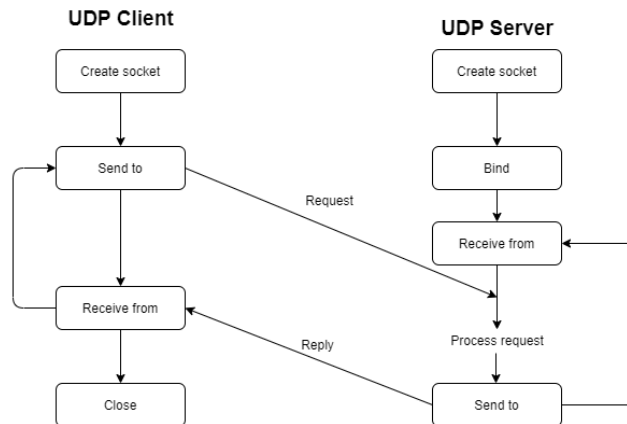 UDP Client
UDP Server
Create socket
Create socket
Send to
Bind
Request
Receive from
Receive from
Reply
Process request
Close
Send to